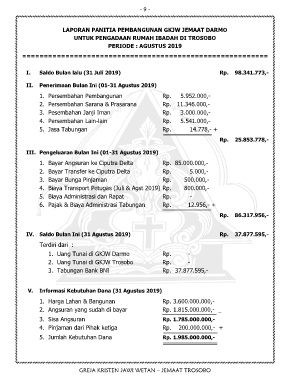 - 9 -
LAPORAN PANITIA PEMBANGUNAN GKJW JEMAAT DARMO
UNTUK PENGADAAN RUMAH IBADAH DI TROSOBO
PERIODE : AGUSTUS 2019
I. Saldo Bulan lalu (31 Juli 2019) Rp. 98.341.773,-
II. Penerimaan Bulan Ini (01-31 Agustus 2019)
1. Persembahan Pembangunan Rp. 5.952.000,-
2. Persembahan Sarana & Prasarana Rp. 11.346.000,-
3. Pesembahan Janji Iman Rp. 3.000.000,-
4. Persembahan Lain-lain Rp. 5.541.000,-
5. Jasa Tabungan Rp. 14.778,- +
Rp. 25.853.778,-
III. Pengeluaran Bulan Ini (01-31 Agustus 2019)
1. Bayar Angsuran ke Ciputra Delta Rp. 85.000.000,-
2. Bayar Transfer ke Ciputra Delta Rp. 5.000,-
3. Bayar Bunga Pinjaman Rp. 500.000,-
4. Biaya Transport Petugas (Juli & Agst 2019) Rp. 800.000,-
5. Biaya Administrasi dan Rapat Rp. -
6. Pajak & Biaya Administrasi Tabungan Rp. 12.956,- +
Rp. 86.317.956,-
IV. Saldo Bulan Ini (31 Agustus 2019) Rp. 37.877.595,-
Terdiri dari :
1. Uang Tunai di GKJW Darmo Rp. -
2. Uang Tunai di GKJW Trosobo Rp. -
3. Tabungan Bank BNI Rp. 37.877.595,-
V. Informasi Kebutuhan Dana (31 Agustus 2019)
1. Harga Lahan & Bangunan Rp. 3.600.000.000,-
2. Angsuran yang sudah di bayar Rp. 1.815.000.000,- _
3. Sisa Angsuran Rp. 1.785.000.000,-
4. Pinjaman dari Pihak ketiga Rp. 200.000.000,- +
5. Jumlah Kebutuhan Rp. 1.985.000.000,-
GREJA KRISTEN JAWI WETAN – JEMAAT TROSOBO